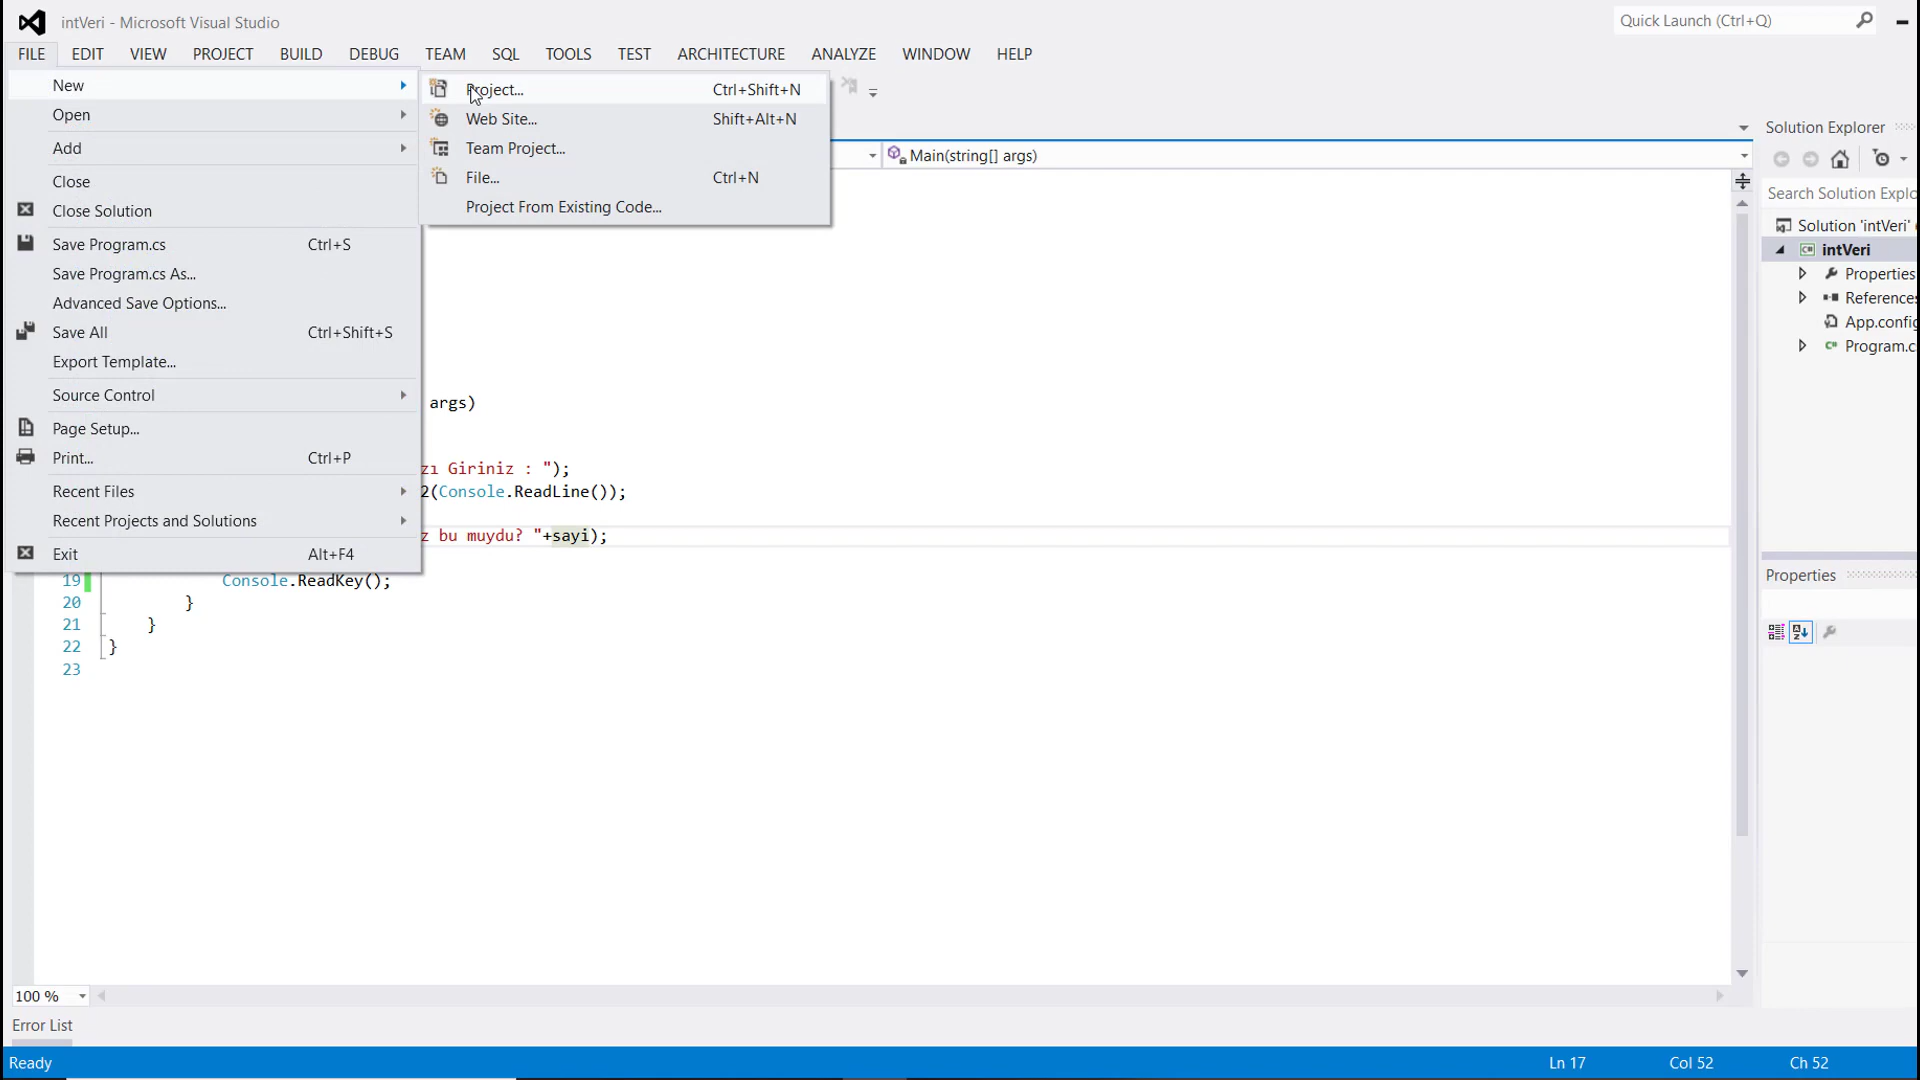 intVeri - Microsoft Visual Studio
Quick Launch (Ctrl+Q)
FILE EDIT VIEW PROJECT BUILD DEBUG TEAM SQL TOOLS TEST ARCHITECTURE ANALYZE WINDOW HELP
New
Open
Add
Close
Close Solution
Save Program.cs Ctrl+S
Save Program.cs As...
Advanced Save Options...
Save All Ctrl+Shift+S
Export Template...
Source Control
Page Setup...
Print... Ctrl+P
Recent Files
Recent Projects and Solutions
Exit Alt+F4
Project... Ctrl+Shift+N
Web Site... Shift+Alt+N
Team Project...
File... Ctrl+N
Project From Existing Code...
Main(string[] args)
args)
zı Giriniz : ");
2(Console.ReadLine());
z bu muydu? "+sayi);
19 Console.ReadKey();
20 }
21 }
22 }
23
Solution Explorer
Search Solution Explo
Solution 'intVeri'
intVeri
Properties
References
App.config
Program.c
Properties
100 %
Error List
Ready Ln 17 Col 52 Ch 52